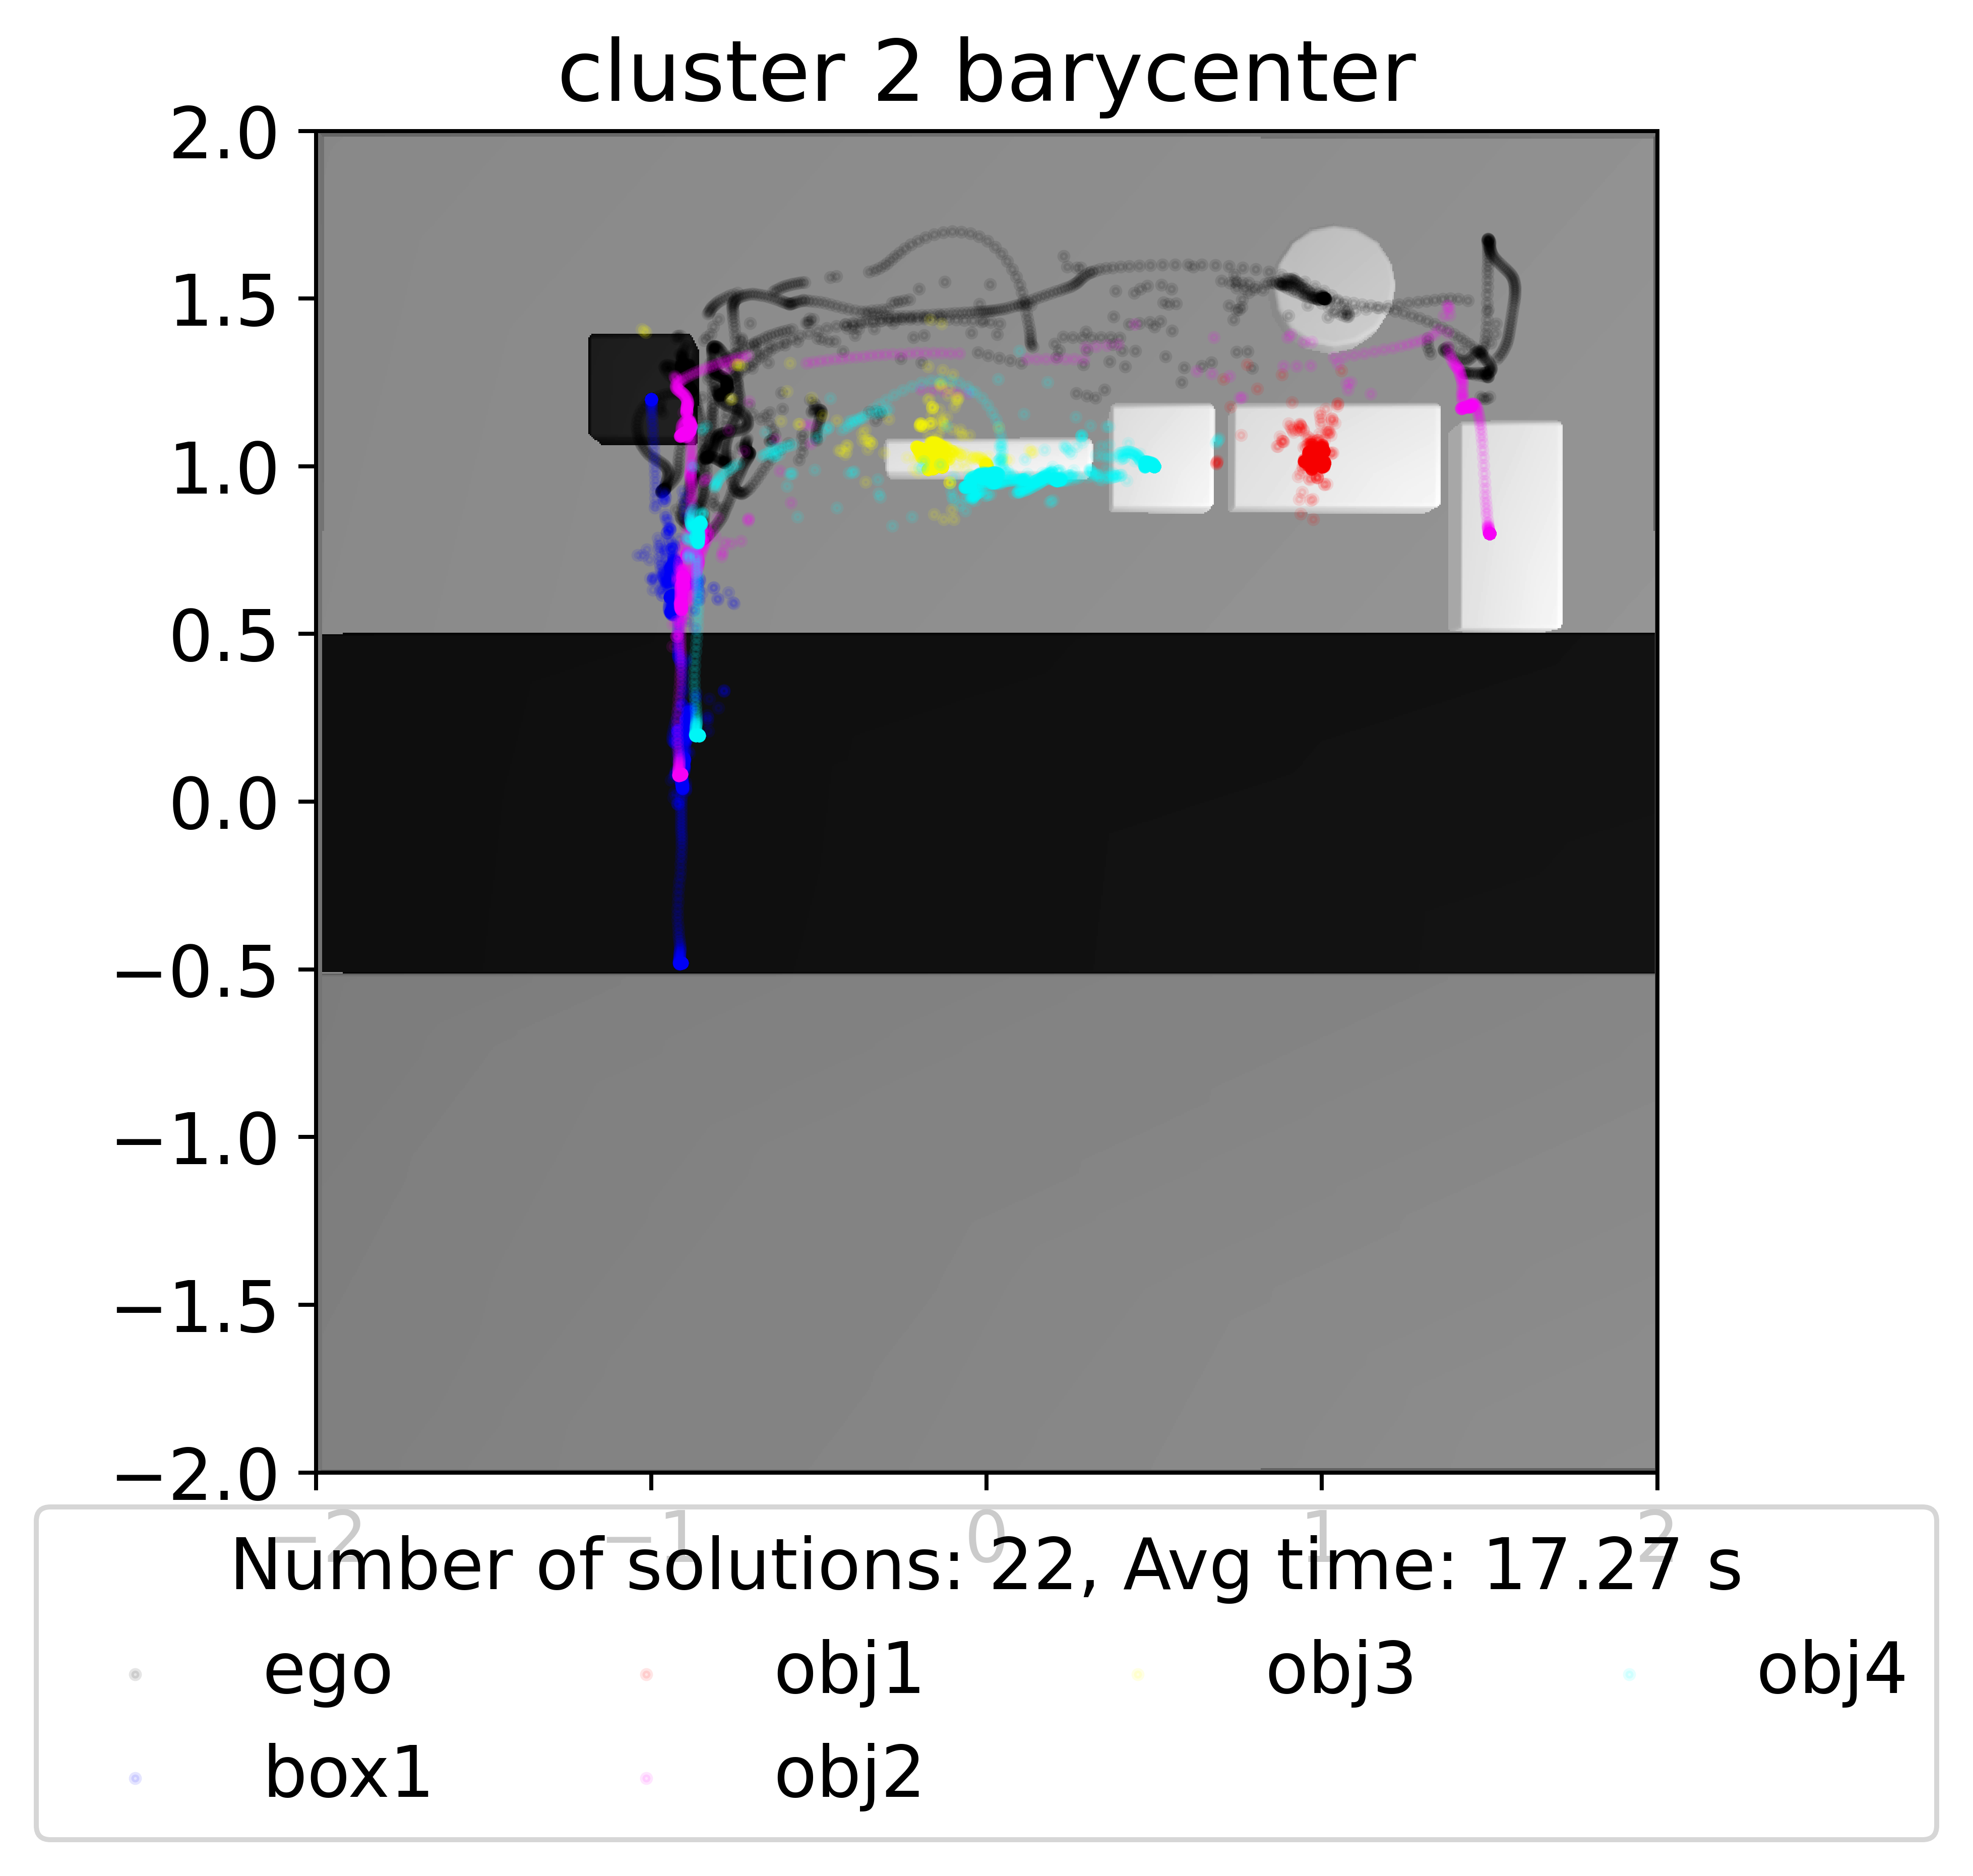 cluster 2 barycenter
2.0
1.5
1.0
0.5
0.0
−0.5
−1.0
−1.5
−2.0
−2 −1 0 1 2
Number of solutions: 22, Avg time: 17.27 s
ego obj1 obj3 obj4
box1 obj2